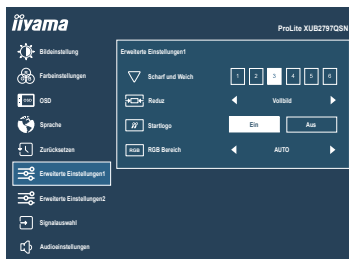 iiyama
ProLite XUB2797QSN
Bildeinstellung
Farbeinstellungen
OSD OSD
Sprache
Zurücksetzen
Erweiterte Einstellungen1
Erweiterte Einstellungen2
Signalauswahl
Audioeinstellungen
Erweiterte Einstellungen1
Scharf und Weich 1 2 3 4 5 6
Reduz Vollbild
Startlogo Ein Aus
RGB RGB Bereich AUTO